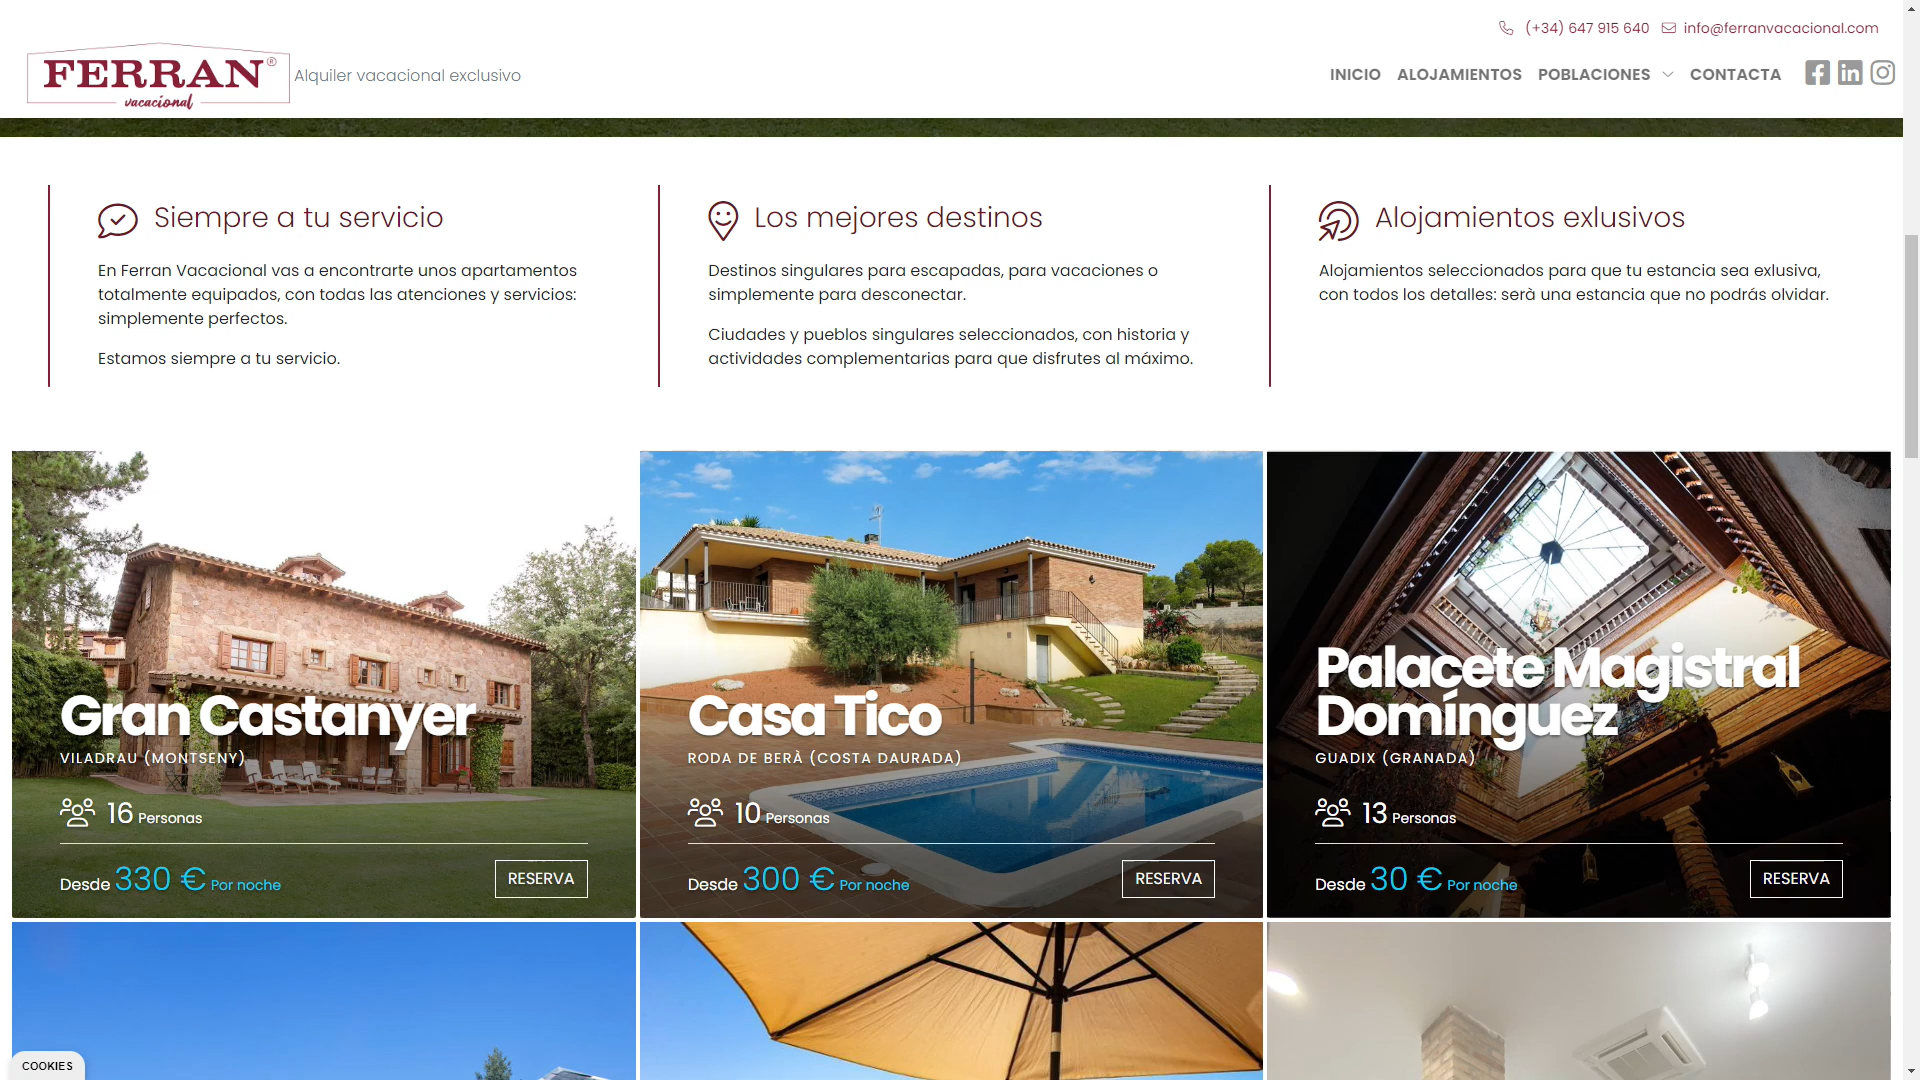 (+34) 647 915 640 info@ferranvacacional.com
FERRAN®
vacacional
Alquiler vacacional exclusivo
INICIO ALOJAMIENTOS POBLACIONES CONTACTA
Siempre a tu servicio
En Ferran Vacacional vas a encontrarte unos apartamentos
totalmente equipados, con todas las atenciones y servicios:
simplemente perfectos.
Estamos siempre a tu servicio.
Los mejores destinos
Destinos singulares para escapadas, para vacaciones o
simplemente para desconectar.
Ciudades y pueblos singulares seleccionados, con historia y
actividades complementarias para que disfrutes al máximo.
Alojamientos exlusivos
Alojamientos seleccionados para que tu estancia sea exlusiva,
con todos los detalles: serà una estancia que no podrás olvidar.
Gran Castanyer
VILADRAU (MONTSENY)
16 Personas
Desde 330 € Por noche
RESERVA
Casa Tico
RODA DE BERÀ (COSTA DAURADA)
10 Personas
Desde 300 € Por noche
RESERVA
Palacete Magistral
Domínguez
GUADIX (GRANADA)
13 Personas
Desde 30 € Por noche
RESERVA
COOKIES